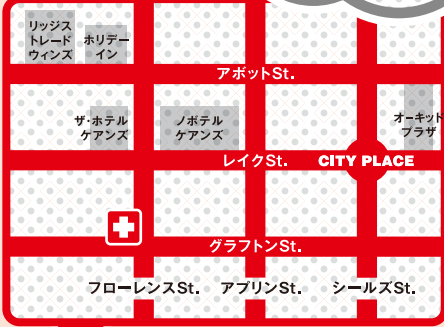 リッジス
トレード
ウィンズ
ホリデー
イン
アボットSt.
ザ・ホテル
ケアンズ
ノボテル
ケアンズ
オーキッド
プラザ
レイクSt.
CITY PLACE
グラフトンSt.
フローレンスSt.
アプリンSt.
シールズSt.